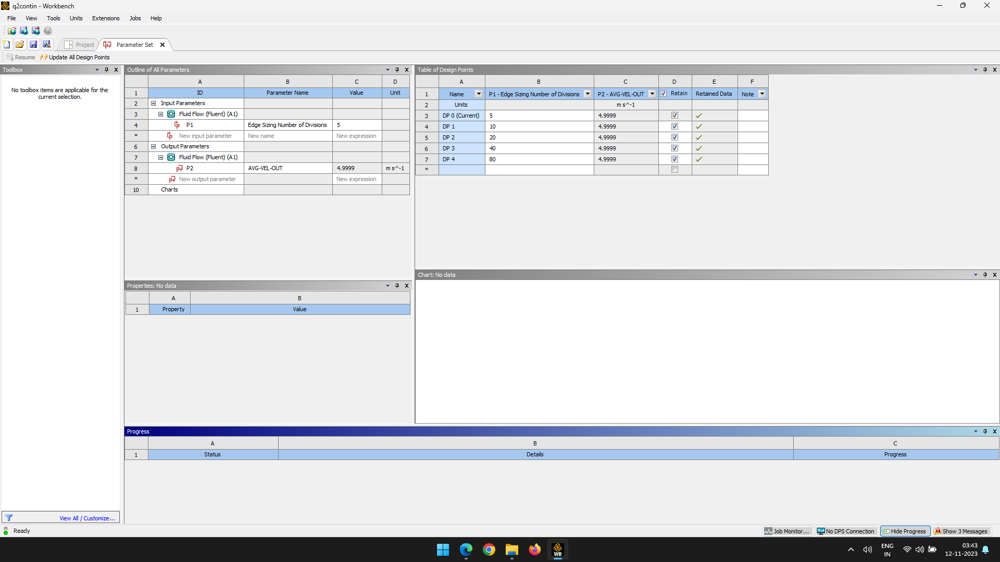 q2contin - Workbench
File View Tools Units Extensions Jobs Help
Project Parameter Set
Resume Update All Design Points
Toolbox
No toolbox items are applicable for the
current selection.
View All / Customize...
Outline of All Parameters
A B C D
1 ID Parameter Name Value Unit
2 Input Parameters
3 Fluid Flow (Fluent) (A1)
4 P1 Edge Sizing Number of Divisions 5
* New input parameter New name New expression
6 Output Parameters
7 Fluid Flow (Fluent) (A1)
8 P2 AVG-VEL-OUT 4.9999 m s^-1
* New output parameter New expression
10 Charts
Properties: No data
A B
1 Property Value
Table of Design Points
A B C D E F
1 Name P1 - Edge Sizing Number of Divisions P2 - AVG-VEL-OUT Retain Retained Data Note
2 Units m s^-1
3 DP 0 (Current) 5 4.9999
4 DP 1 10 4.9999
5 DP 2 20 4.9999
6 DP 3 40 4.9999
7 DP 4 80 4.9999
*
Chart: No data
Progress
A B C
1 Status Details Progress
Ready
Job Monitor... No DPS Connection Hide Progress Show 3 Messages
WB
ENG
IN
03:43
12-11-2023